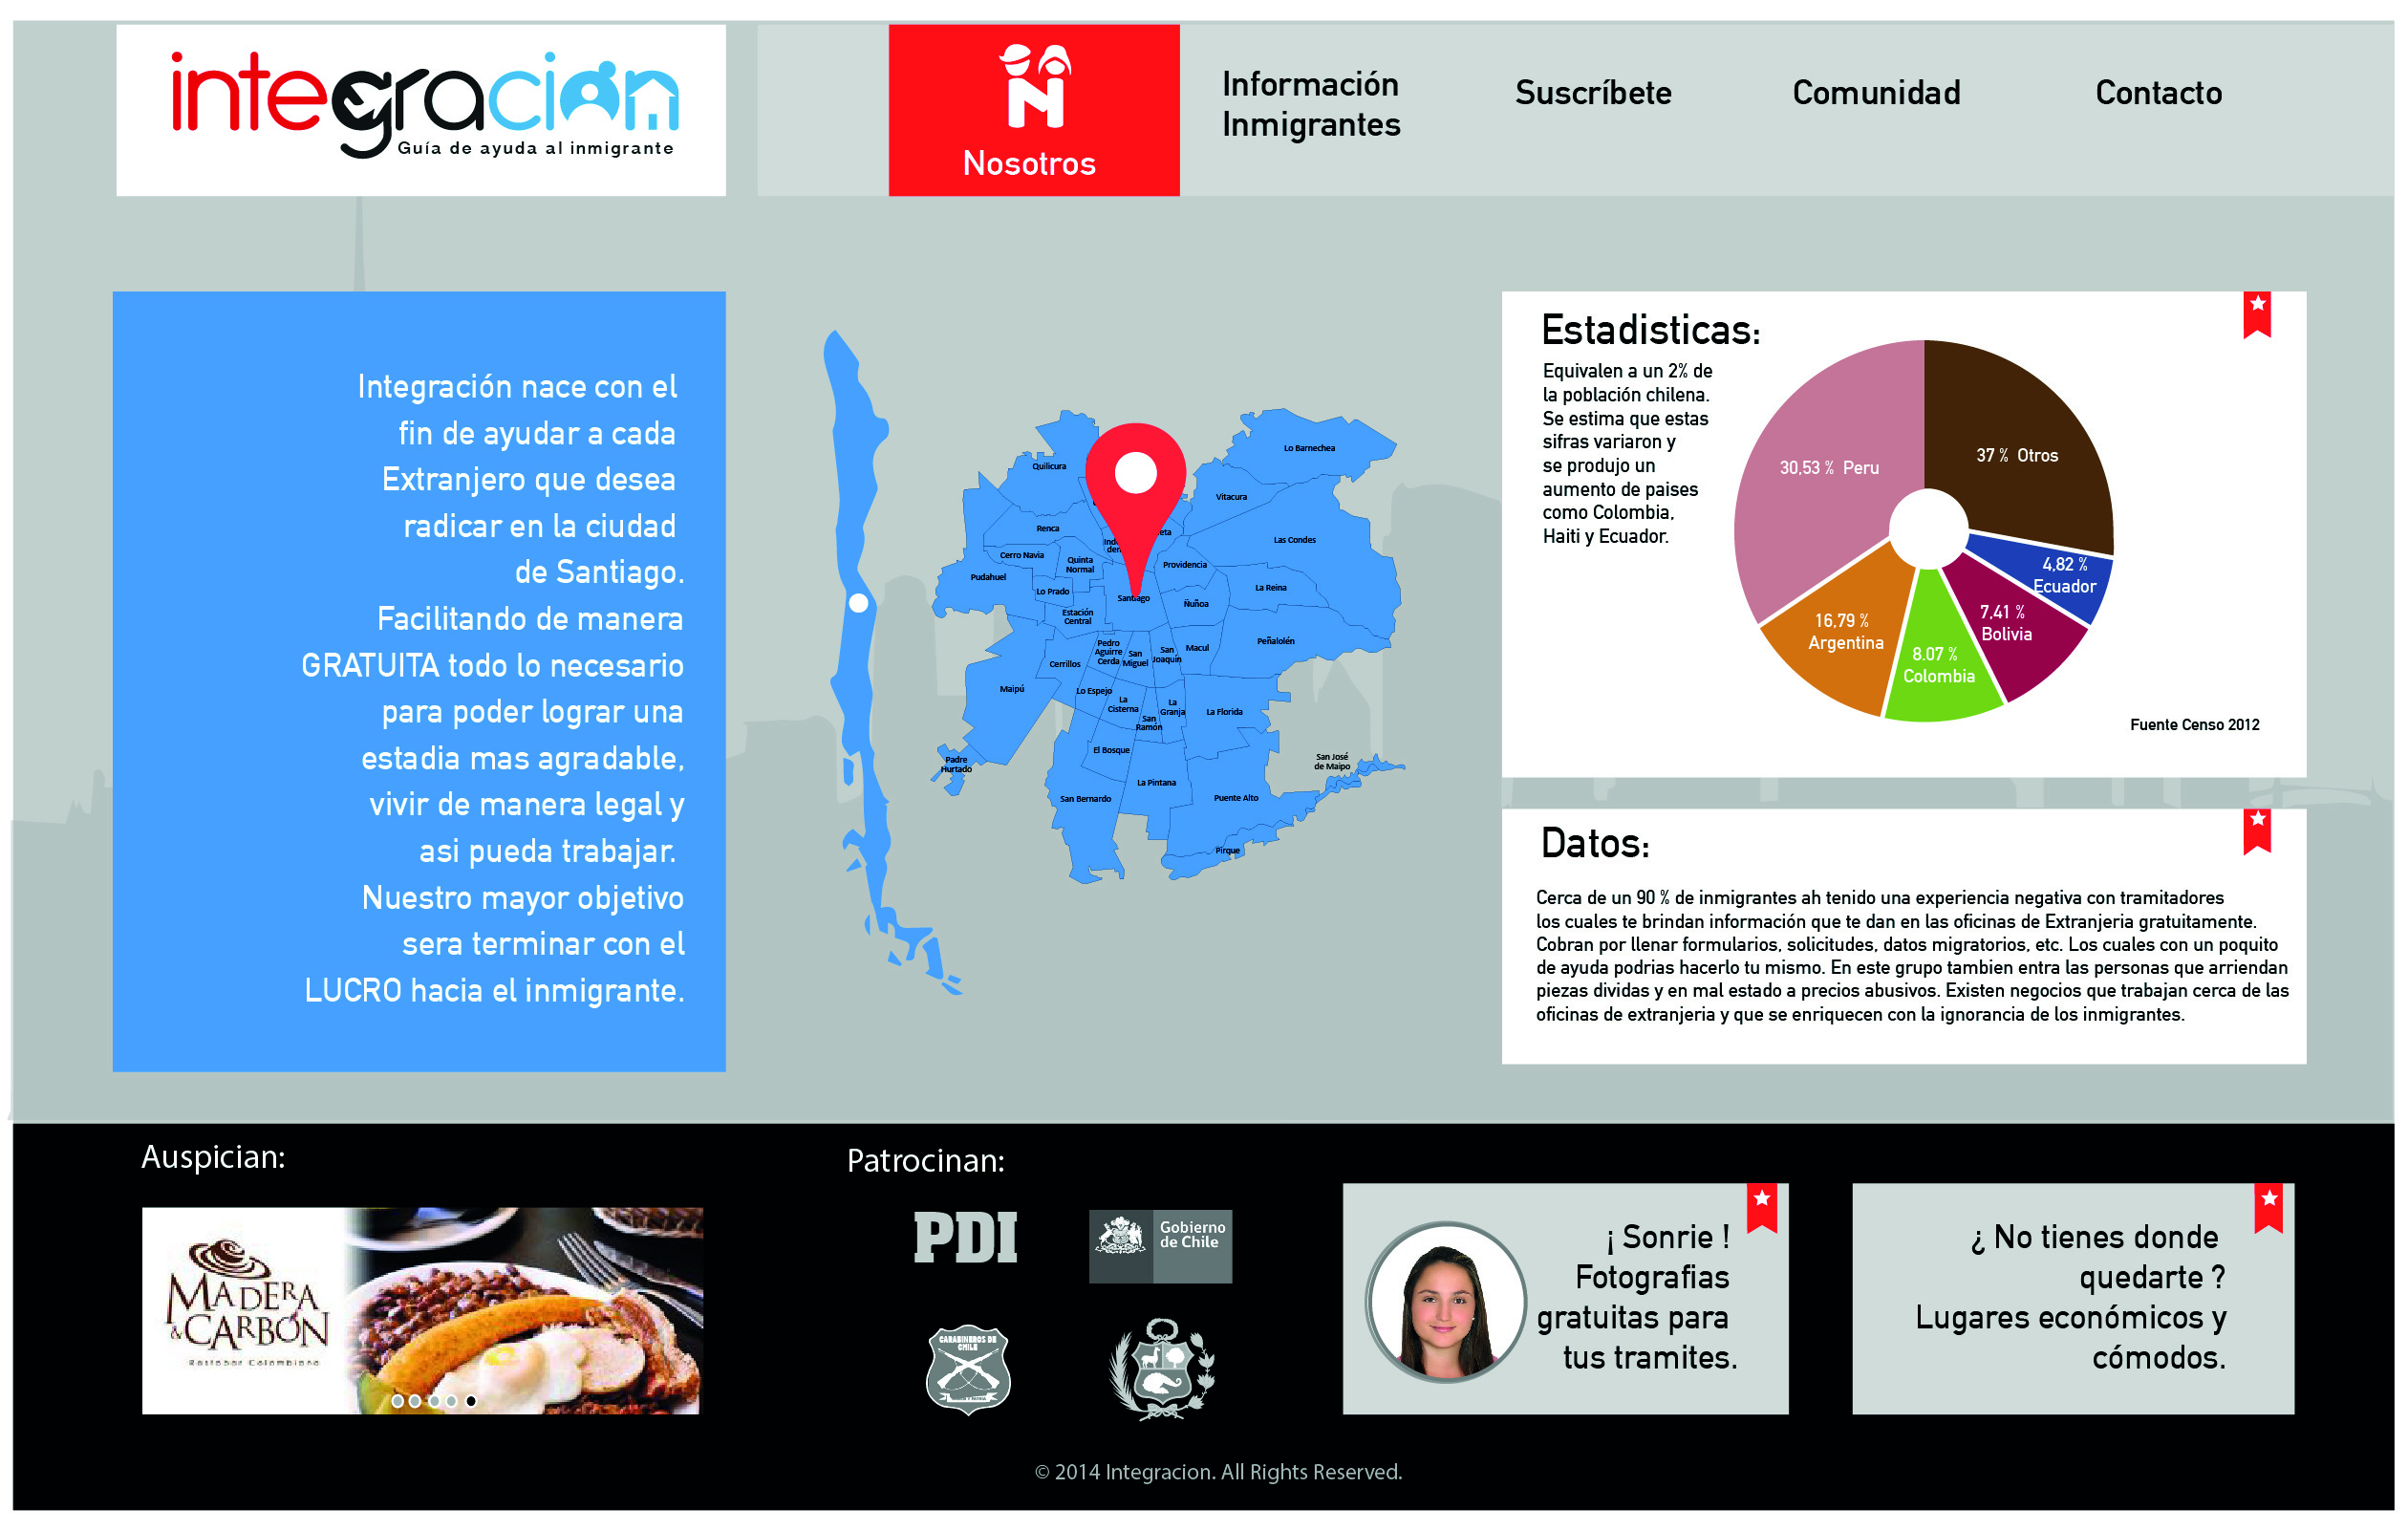 integración
Guía de ayuda al inmigrante
Nosotros
Información
Inmigrantes
Suscríbete
Comunidad
Contacto
Integración nace con el
fin de ayudar a cada
Extranjero que desea
radicar en la ciudad
de Santiago.
Facilitando de manera
GRATUITA todo lo necesario
para poder lograr una
estadia mas agradable,
vivir de manera legal y
asi pueda trabajar.
Nuestro mayor objetivo
sera terminar con el
LUCRO hacia el inmigrante.
Lo Barnechea
Quilicura
Vitacura
Renca
Las Condes
Cerro Navia
Quinta
Normal
Providencia
Pudahuel
La Reina
Lo Prado
Santiago
Ñuñoa
Estación
Central
Peñalolén
Pedro
Aguirre
Cerda
San
Miguel
San
Joaquín
Macul
Cerrillos
Maipú
Lo Espejo
La
Cisterna
La
Granja
San
Ramón
La Florida
El Bosque
Padre
Hurtado
San José
de Maipo
La Pintana
San Bernardo
Puente Alto
Pirque
Estadisticas:
Equivalen a un 2% de
la población chilena.
Se estima que estas
sifras variaron y
se produjo un
aumento de paises
como Colombia,
Haiti y Ecuador.
30,53 % Peru
37 % Otros
4,82 %
Ecuador
7,41 %
Bolivia
8.07 %
Colombia
16,79 %
Argentina
Fuente Censo 2012
Datos:
Cerca de un 90 % de inmigrantes ah tenido una experiencia negativa con tramitadores
los cuales te brindan información que te dan en las oficinas de Extranjeria gratuitamente.
Cobran por llenar formularios, solicitudes, datos migratorios, etc. Los cuales con un poquito
de ayuda podrias hacerlo tu mismo. En este grupo tambien entra las personas que arriendan
piezas dividas y en mal estado a precios abusivos. Existen negocios que trabajan cerca de las
oficinas de extranjeria y que se enriquecen con la ignorancia de los inmigrantes.
Auspician:
MADERA
& CARBÓN
Restobar Colombiano
Patrocinan:
PDI
Gobierno
de Chile
CARABINEROS DE
CHILE
¡ Sonrie !
Fotografias
gratuitas para
tus tramites.
¿ No tienes donde
quedarte ?
Lugares económicos y
cómodos.
© 2014 Integracion. All Rights Reserved.